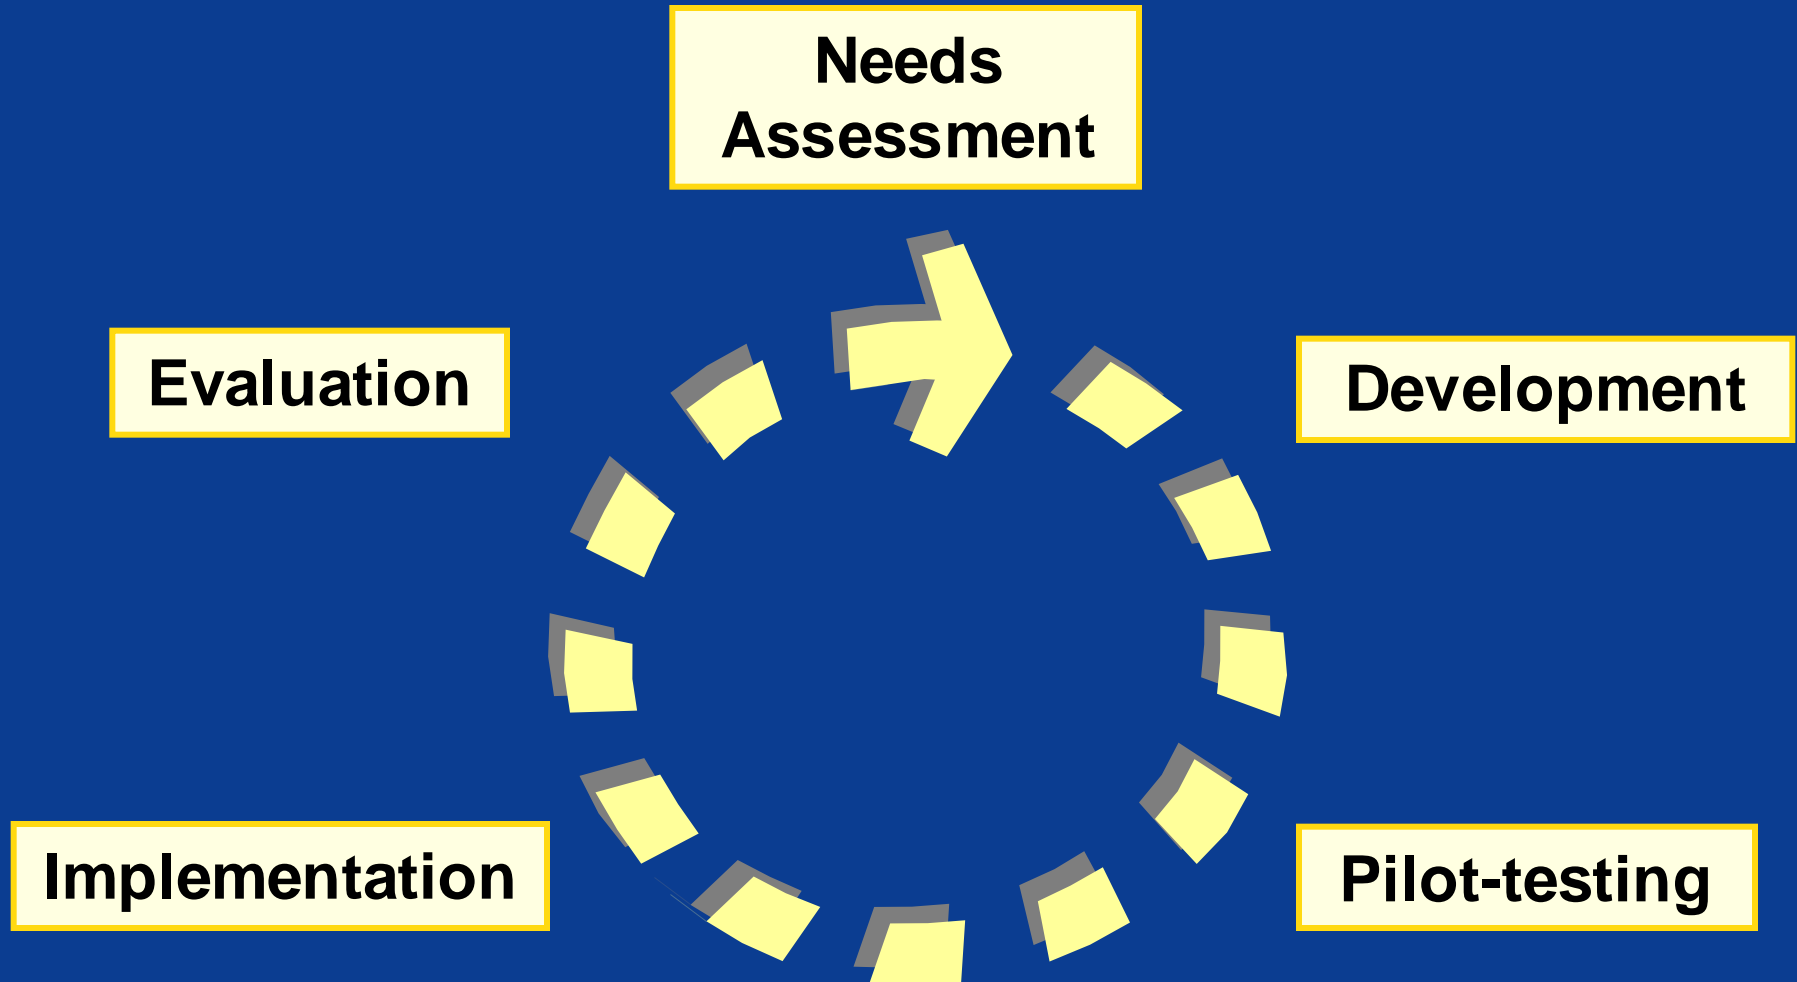 Needs
Assessment
Evaluation
Development
Implementation
Pilot-testing